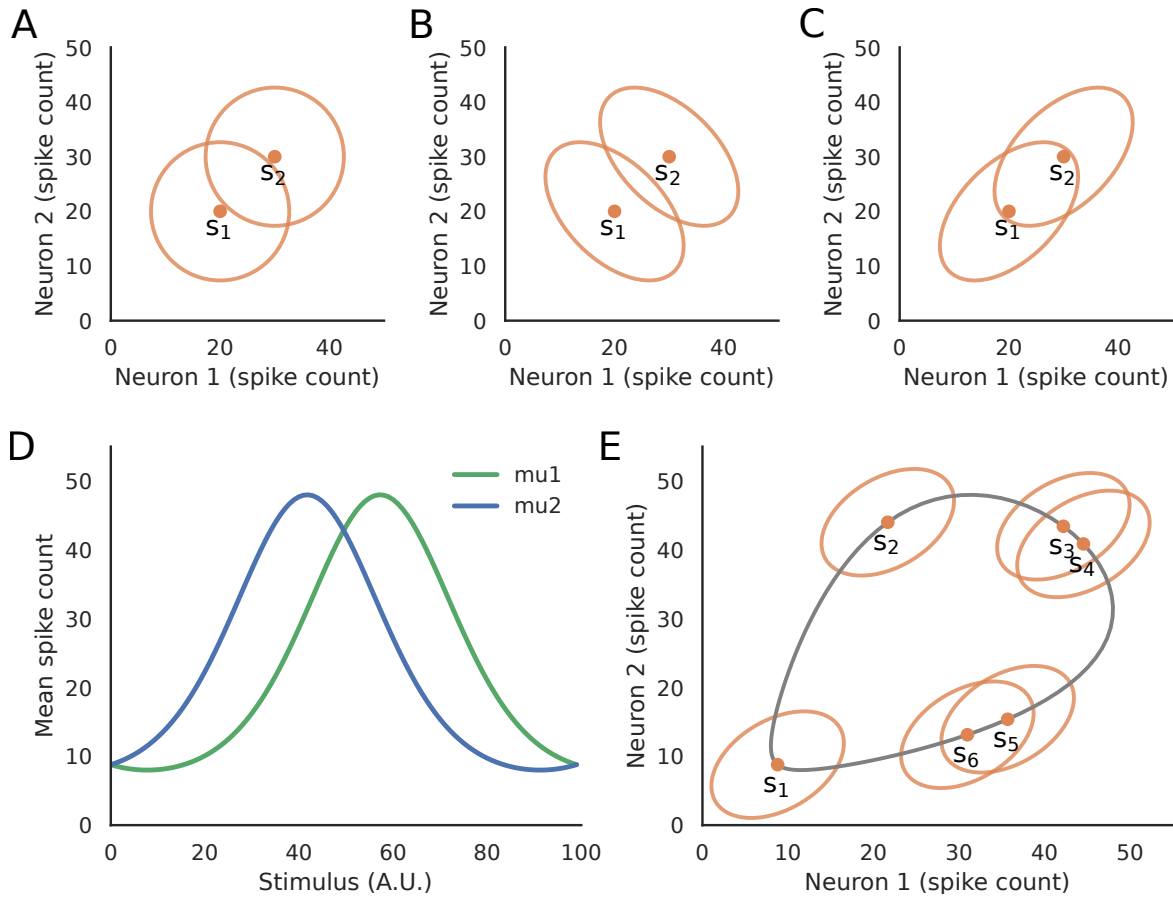 A
Neuron 2 (spike count)
50
40
30
20
10
0
s2
s1
0 20 40
Neuron 1 (spike count)
B
Neuron 2 (spike count)
50
40
30
20
10
0
s2
s1
0 20 40
Neuron 1 (spike count)
C
Neuron 2 (spike count)
50
40
30
20
10
0
s2
s1
0 20 40
Neuron 1 (spike count)
D
Mean spike count
50
40
30
20
10
0
mu1
mu2
0 20 40 60 80 100
Stimulus (A.U.)
E
Neuron 2 (spike count)
50
40
30
20
10
0
s2
s3
s4
s5
s6
s1
0 10 20 30 40 50
Neuron 1 (spike count)